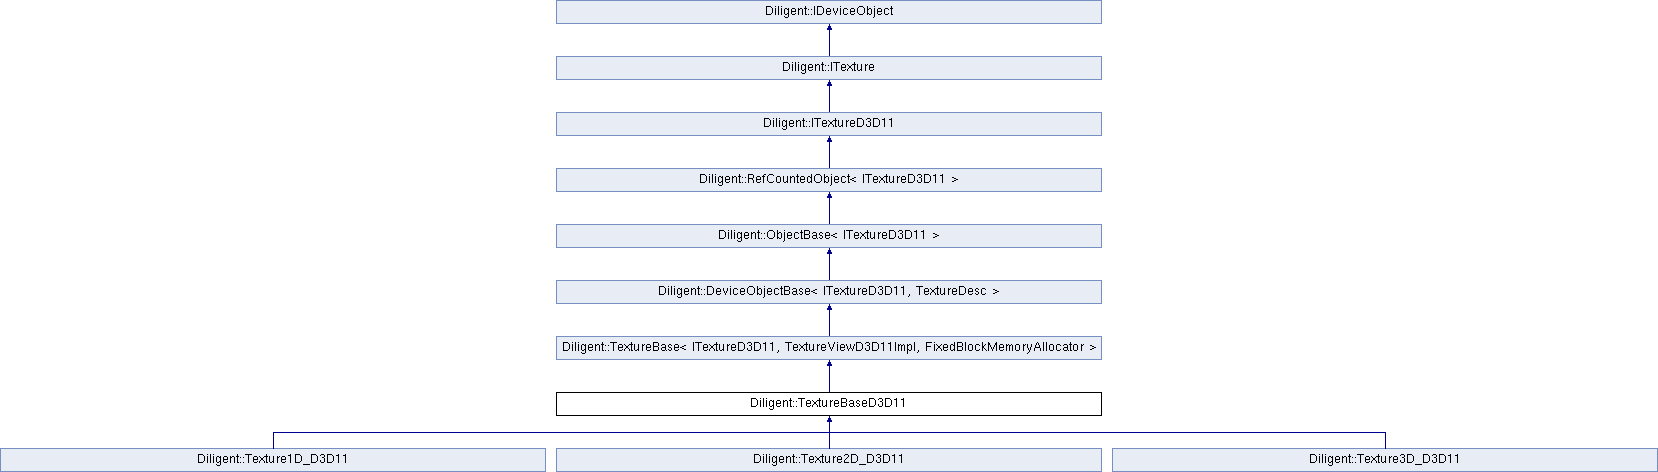 Diligent::IDeviceObject
Diligent::ITexture
Diligent::ITextureD3D11
Diligent::RefCountedObject< ITextureD3D11 >
Diligent::ObjectBase< ITextureD3D11 >
Diligent::DeviceObjectBase< ITextureD3D11, TextureDesc >
Diligent::TextureBase< ITextureD3D11, TextureViewD3D11Impl, FixedBlockMemoryAllocator >
Diligent::TextureBaseD3D11
Diligent::Texture1D_D3D11
Diligent::Texture2D_D3D11
Diligent::Texture3D_D3D11